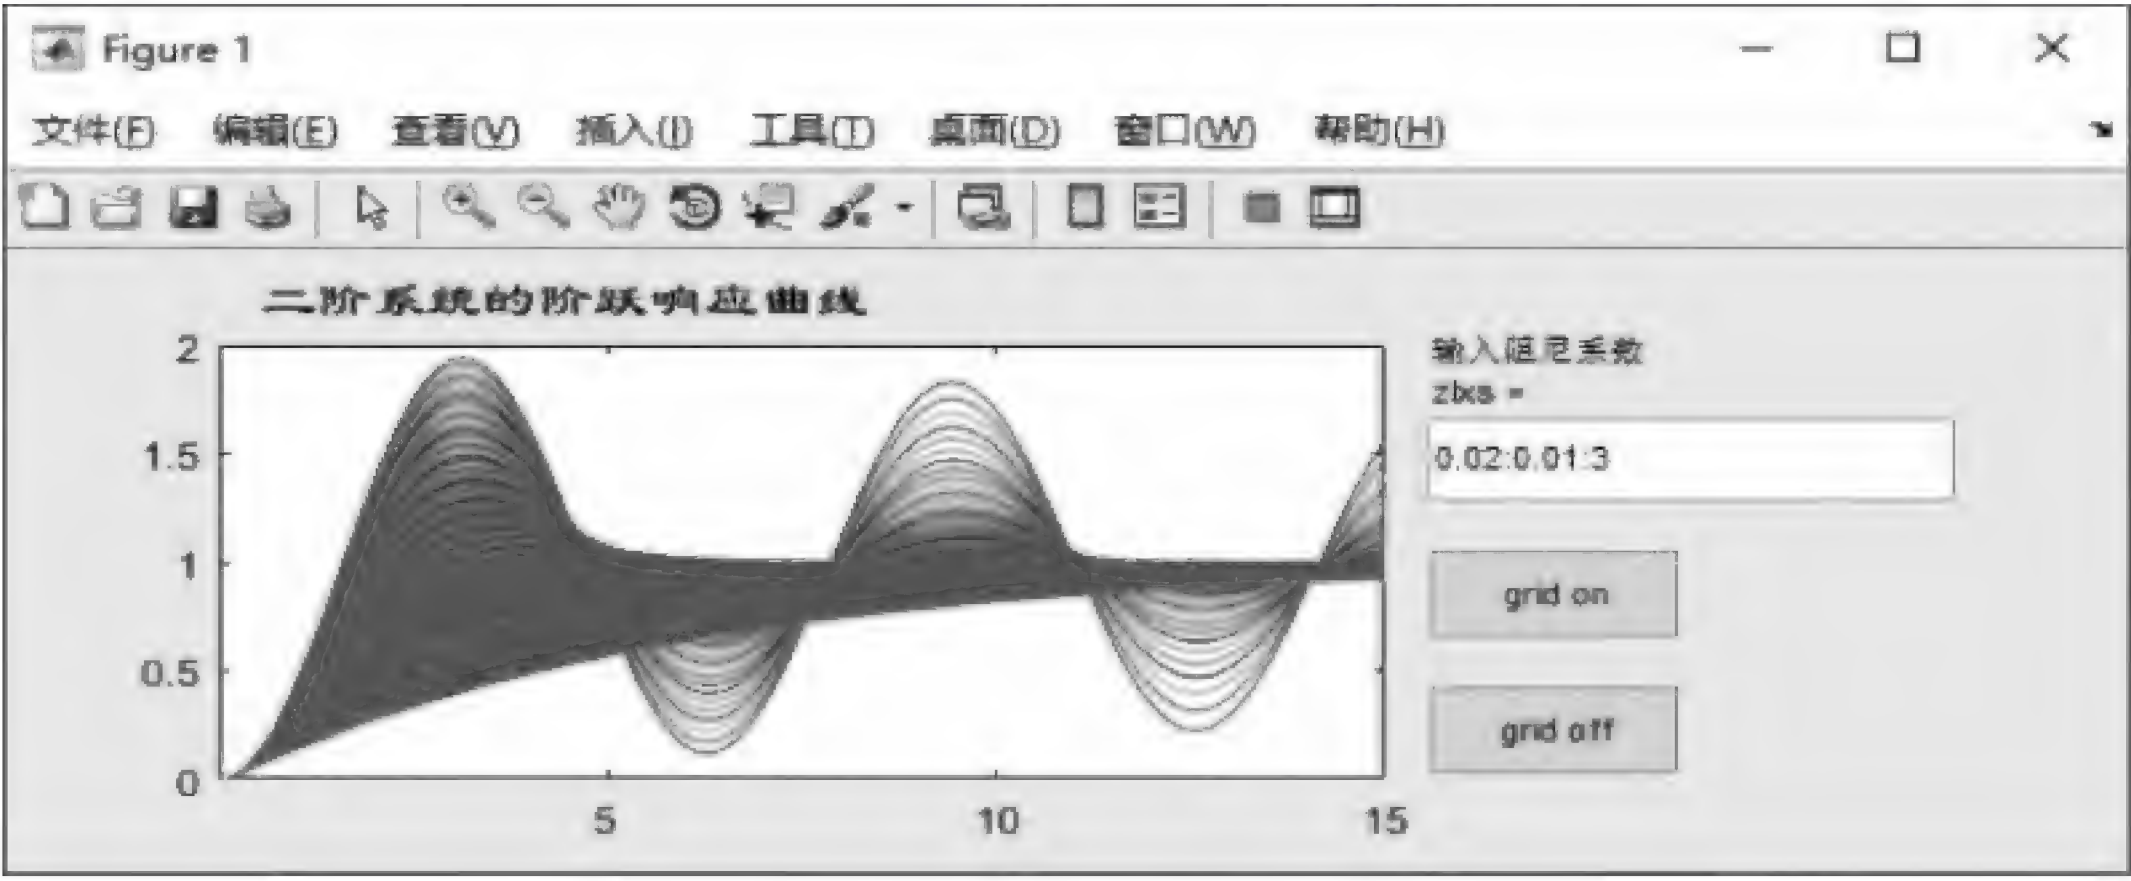 Figure 1
文件(F) 编辑(E) 查看(V) 插入(I) 工具(T) 桌面(D) 窗口(W) 帮助(H)
二阶系统的阶跃响应曲线
2
1.5
1
0.5
0
5 10 15
输入阻尼系数
zbxs =
0.02:0.01:3
grid on
grid off